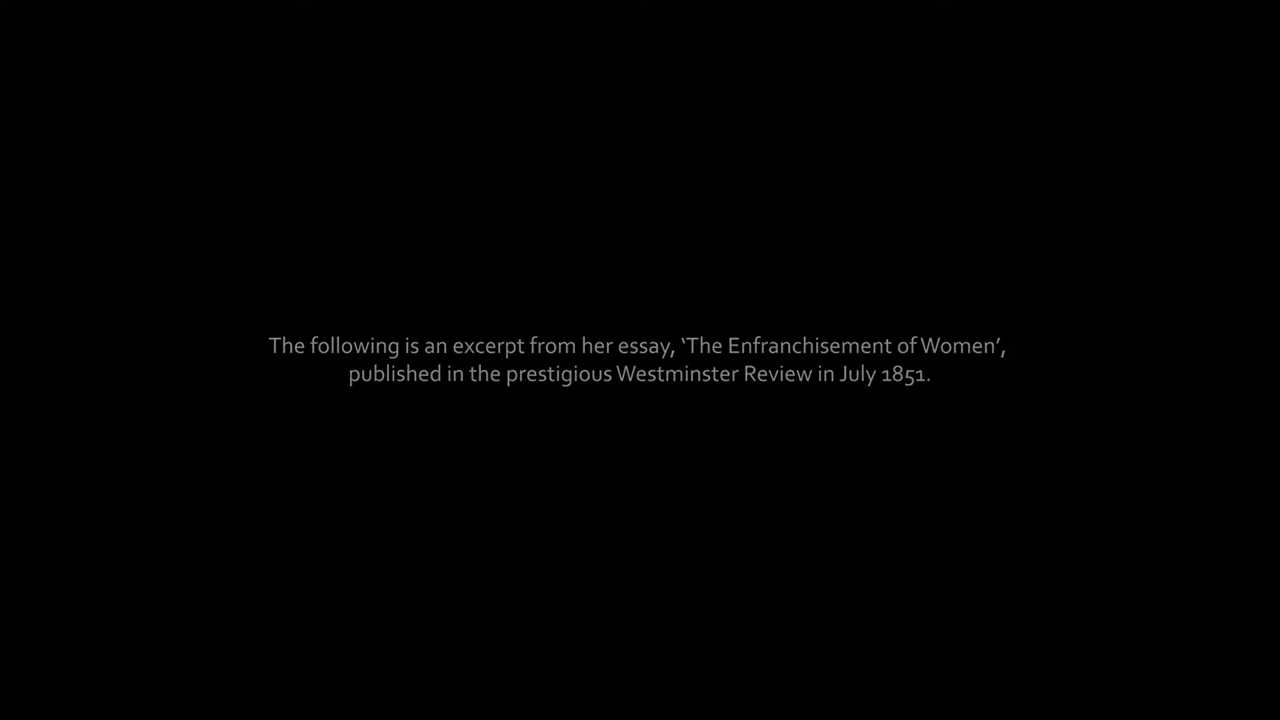 The following is an excerpt from her essay, ‘The Enfranchisement of Women’,
published in the prestigious Westminster Review in July 1851.